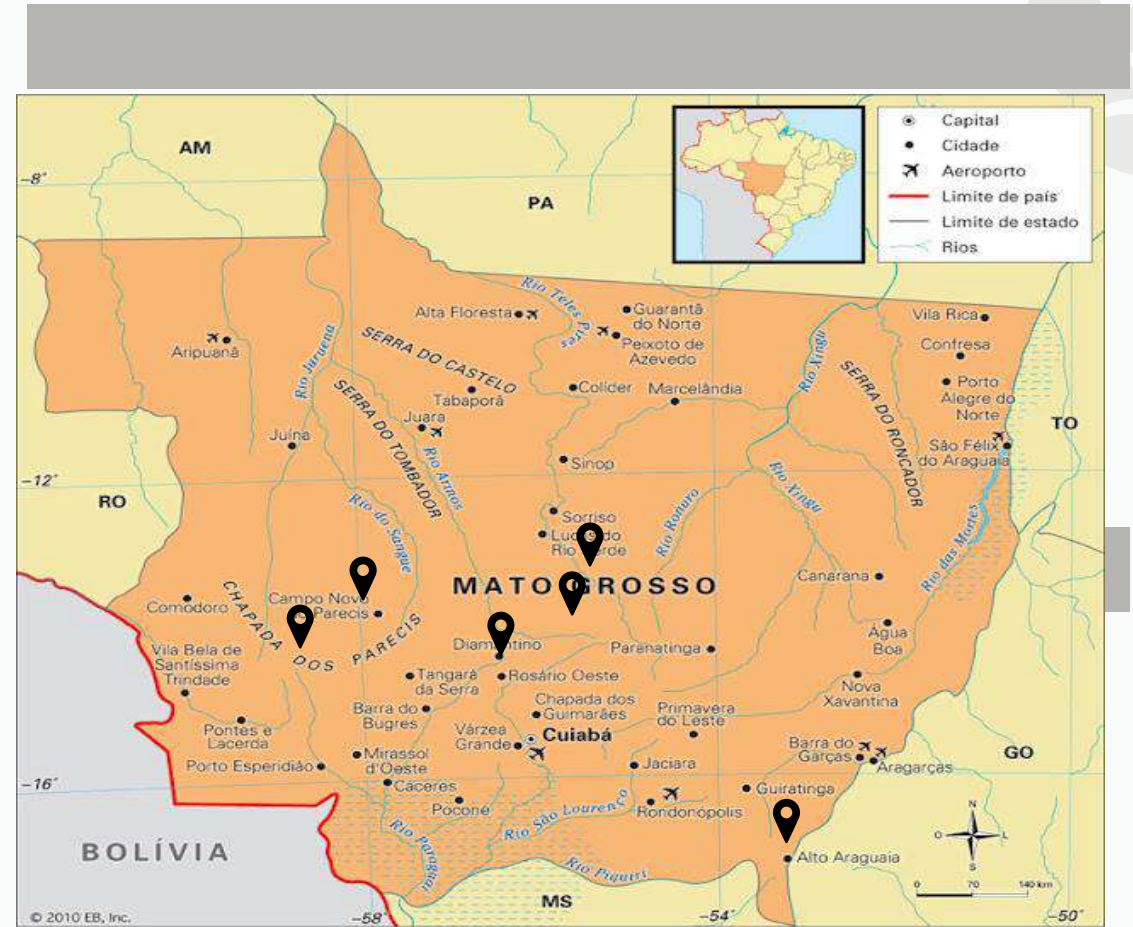 AM
PA
Capital
Cidade
Aeroporto
Limite de país
Limite de estado
Rios
−8°
Rio Teles Pires
Alta Floresta
Guarantã
do Norte
Peixoto de
Azevedo
Vila Rica
Confresa
Aripuanã
Rio Juruena
SERRA DO CASTELO
Rio Xingu
SERRA DO RONCADOR
Porto
Alegre do
Norte
Tabaporã
Colíder
Marcelândia
SERRA DO TOMBADOR
Juara
TO
Juína
Rio Arinos
São Félix
do Araguaia
Sinop
−12°
RO
Rio do Sangue
Rio Xingu
Rio Ronuro
Rio das Mortes
Sorriso
Lucas do
Rio Verde
MATO GROSSO
Canarana
Comodoro
CHAPADA DOS PARECIS
Campo Novo
Parecis
Diamantino
Água
Boa
Paranatinga
Vila Bela de
Santíssima
Trindade
Tangará
da Serra
Rosário Oeste
Nova
Xavantina
Chapada dos
Guimarães
Primavera
do Leste
Barra do
Bugres
Pontes e
Lacerda
Várzea
Grande
Cuiabá
Barra do
Garças
Aragarças
GO
Mirassol
d'Oeste
Porto Esperidião
Jaciara
−16°
Cáceres
Poconé
Rio São Lourenço
Rondonópolis
Guiratinga
N
O
L
S
Rio Paraguai
BOLÍVIA
Rio Piquiri
Alto Araguaia
0 70 140 km
MS
© 2010 EB, Inc.
−58°
−54°
−50°